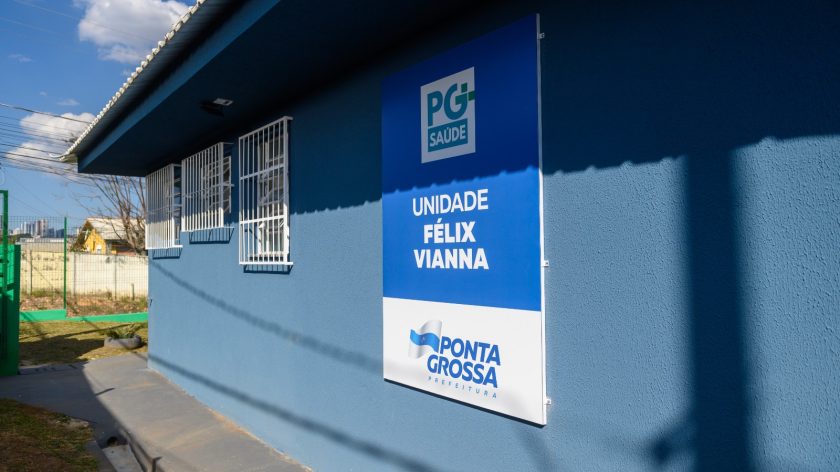 PG+
SAÚDE
UNIDADE
FÉLIX
VIANNA
PONTA
GROSSA
PREFEITURA